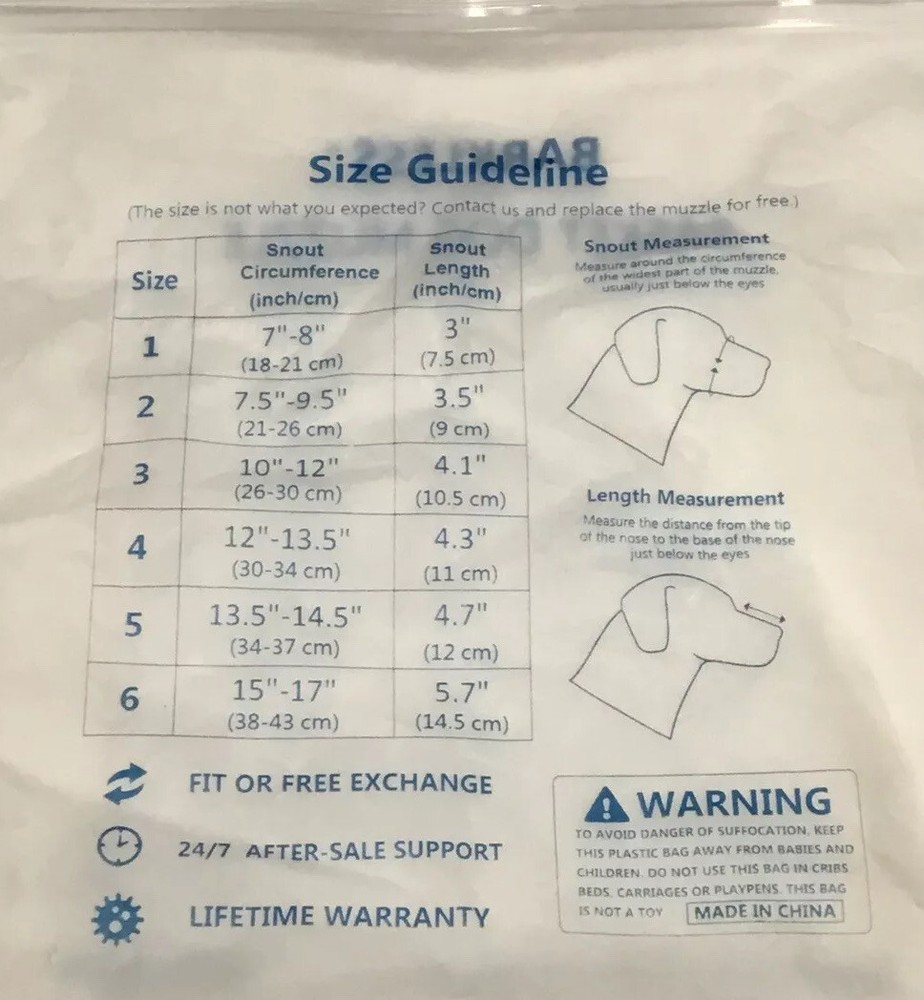 Size Guideline
(The size is not what you expected? Contact us and replace the muzzle for free.)
Size
Snout
Circumference
(inch/cm)
Snout
Length
(inch/cm)
1
7"-8"
(18-21 cm)
3"
(7.5 cm)
2
7.5"-9.5"
(21-26 cm)
3.5"
(9 cm)
3
10"-12"
(26-30 cm)
4.1"
(10.5 cm)
4
12"-13.5"
(30-34 cm)
4.3"
(11 cm)
5
13.5"-14.5"
(34-37 cm)
4.7"
(12 cm)
6
15"-17"
(38-43 cm)
5.7"
(14.5 cm)
Snout Measurement
Measure around the circumference
of the widest part of the muzzle,
usually just below the eyes
Length Measurement
Measure the distance from the tip
of the nose to the base of the nose
just below the eyes
FIT OR FREE EXCHANGE
24/7 AFTER-SALE SUPPORT
LIFETIME WARRANTY
WARNING
TO AVOID DANGER OF SUFFOCATION, KEEP
THIS PLASTIC BAG AWAY FROM BABIES AND
CHILDREN. DO NOT USE THIS BAG IN CRIBS
BEDS, CARRIAGES OR PLAYPENS. THIS BAG
IS NOT A TOY MADE IN CHINA